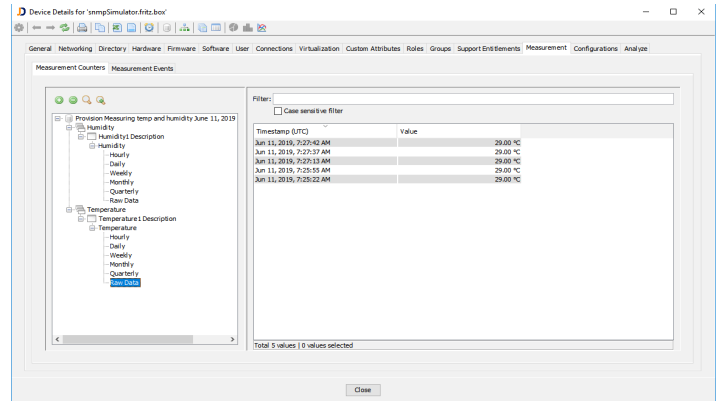 Device Details for 'snmpSimulator.fritz.box'
General Networking Directory Hardware Firmware Software User Connections Virtualization Custom Attributes Roles Groups Support Entitlements Measurement Configurations Analyze
Measurement Counters Measurement Events
Provision Measuring temp and humidity June 11, 2019
Humidity
Humidity1 Description
Humidity
Hourly
Daily
Weekly
Monthly
Quarterly
Raw Data
Temperature
Temperature1 Description
Temperature
Hourly
Daily
Weekly
Monthly
Quarterly
Raw Data
Filter:
Case sensitive filter
Timestamp (UTC) Value
Jun 11, 2019, 7:27:42 AM 29.00 °C
Jun 11, 2019, 7:27:37 AM 29.00 °C
Jun 11, 2019, 7:27:13 AM 29.00 °C
Jun 11, 2019, 7:25:55 AM 29.00 °C
Jun 11, 2019, 7:25:22 AM 29.00 °C
Total 5 values | 0 values selected
Close